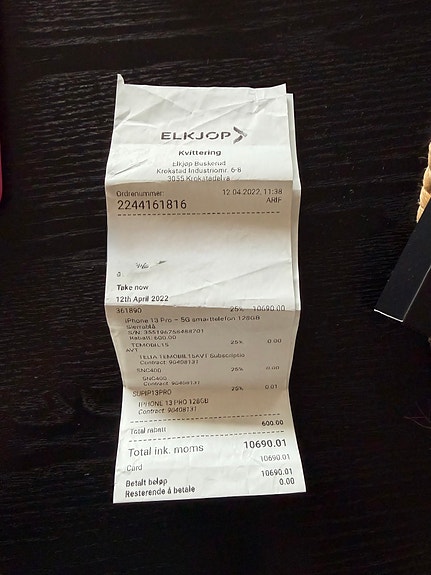 ELKJOP
Kvittering
Elkjøp Buskerud
Krokstad Industriomr. 6-8
3055 Krokstadelva
Ordrenummer: 12.04.2022, 11:38
2244161816 ARIF
Take now
12th April 2022
361890 25% 10690.00
iPhone 13 Pro – 5G smarttelefon 128GB
Sierrablå
S/N: 355196758488701
Rabatt: 600.00
TEMOBIL15 25% 0.00
AVT
TELIA TEMOBIL15AVT Subscriptio
Contract: 90408131
SNC400 25% 0.00
SNC400
Contract: 90408131
SUPIP13PRO 25% 0.01
IPHONE 13 PRO 128GB
Contract: 90408131
Total rabatt 600.00
Total ink. moms 10690.01
Card 10690.01
Betalt beløp 10690.01
Resterende å betale 0.00